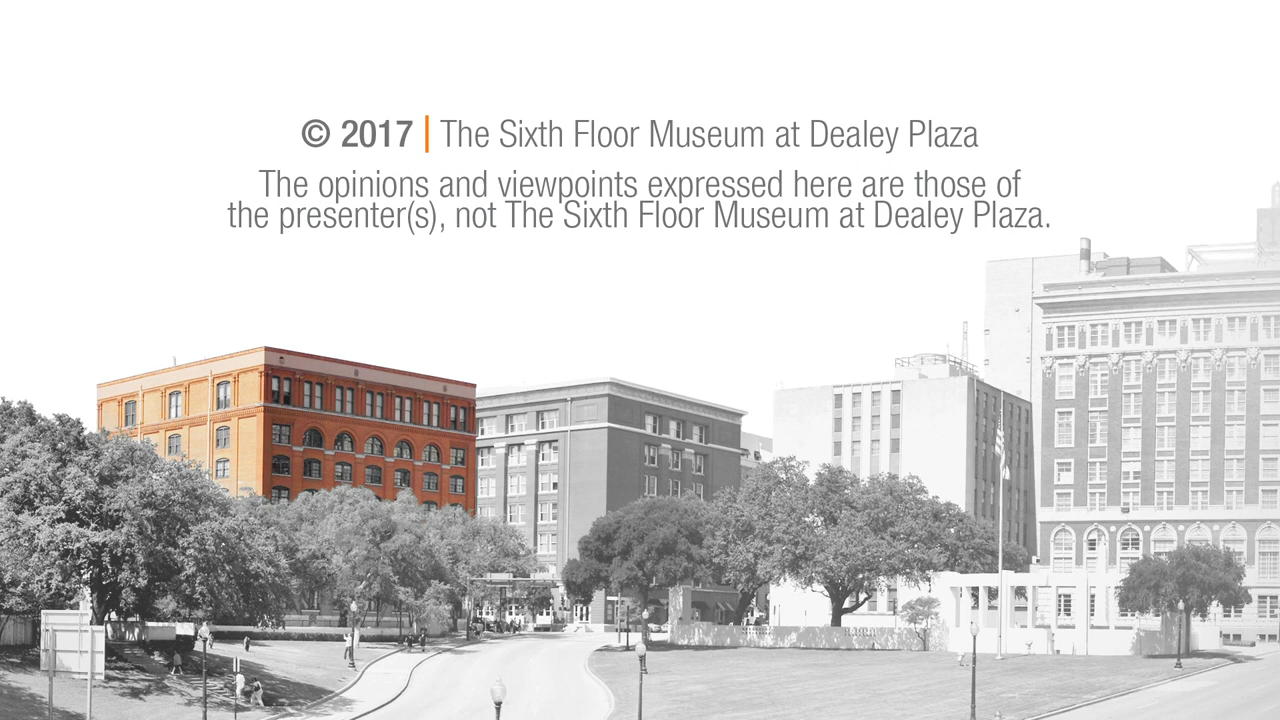 © 2017 | The Sixth Floor Museum at Dealey Plaza
The opinions and viewpoints expressed here are those of
the presenter(s), not The Sixth Floor Museum at Dealey Plaza.